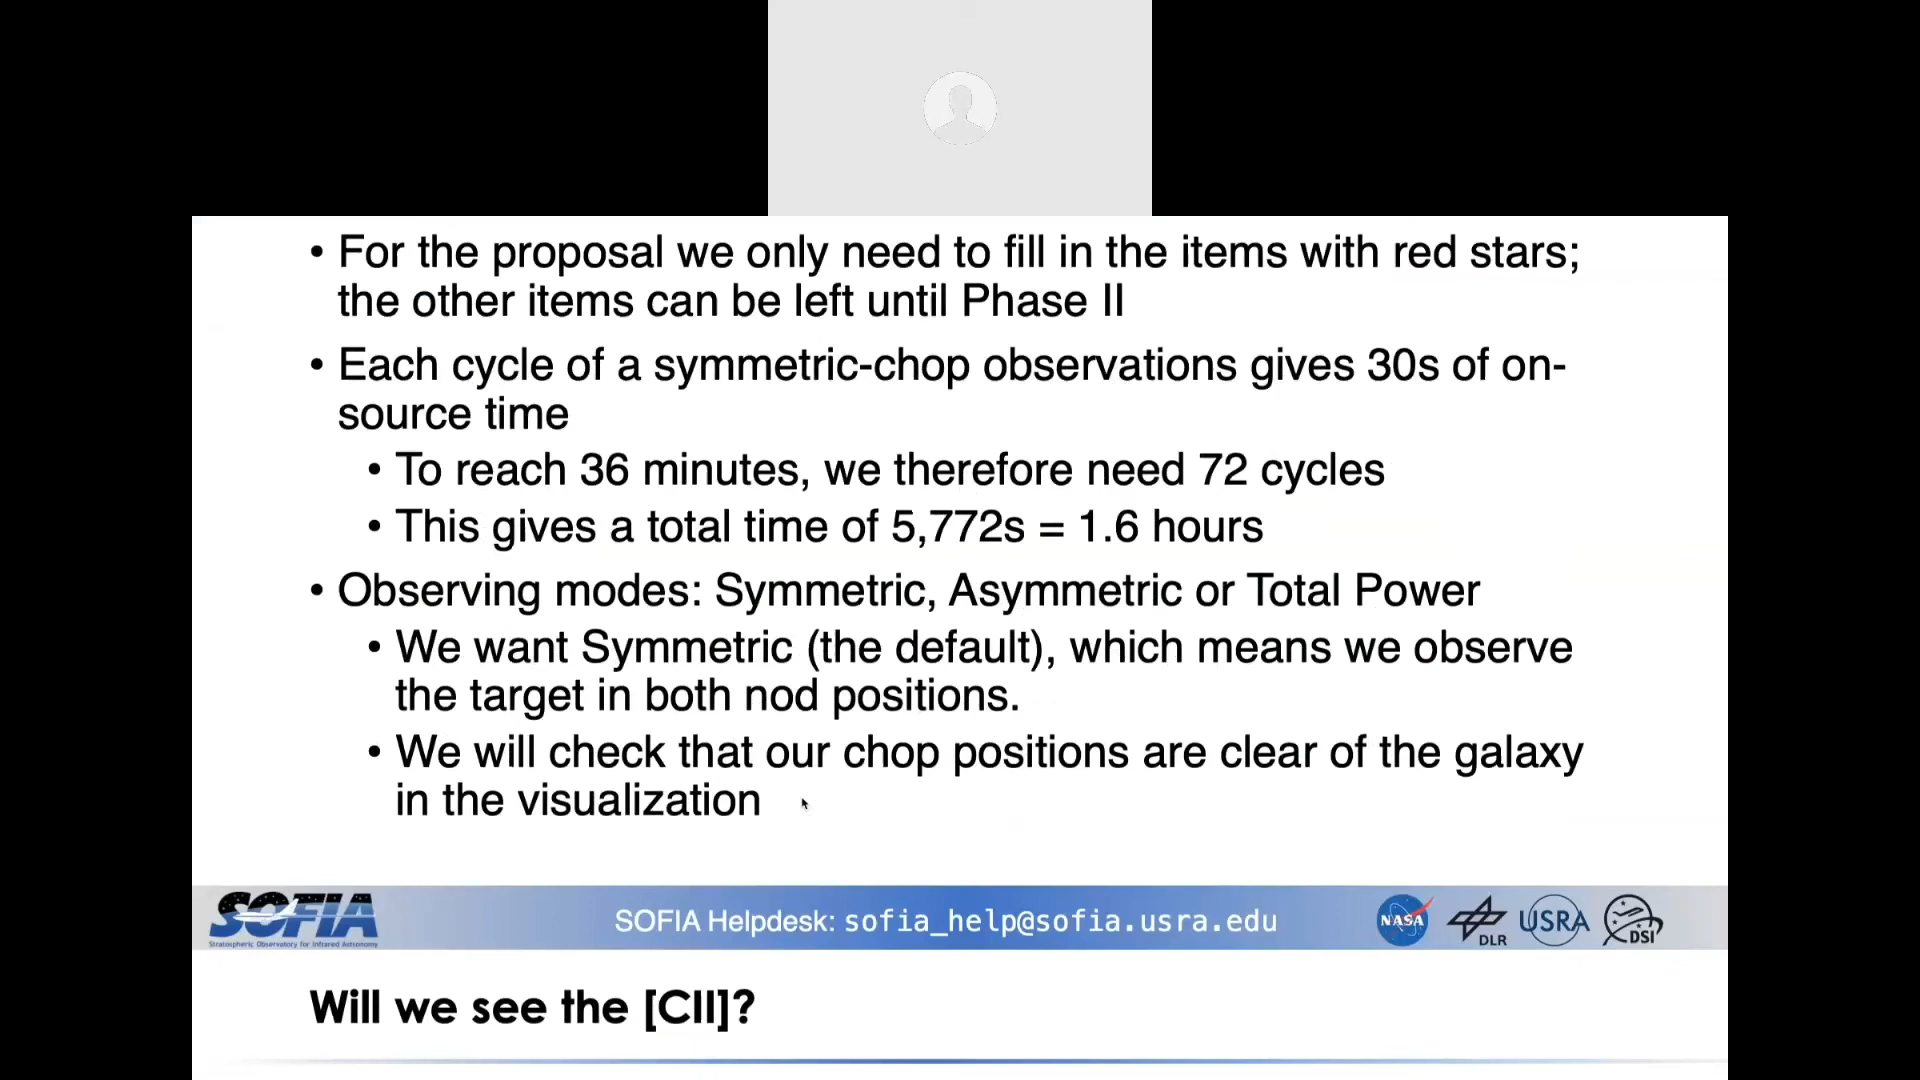 • For the proposal we only need to fill in the items with red stars;
the other items can be left until Phase II
• Each cycle of a symmetric-chop observations gives 30s of on-
source time
• To reach 36 minutes, we therefore need 72 cycles
• This gives a total time of 5,772s = 1.6 hours
• Observing modes: Symmetric, Asymmetric or Total Power
• We want Symmetric (the default), which means we observe
the target in both nod positions.
• We will check that our chop positions are clear of the galaxy
in the visualization
SOFIA
Stratospheric Observatory for Infrared Astronomy
SOFIA Helpdesk: sofia_help@sofia.usra.edu
NASA
DLR
USRA
DSI
Will we see the [CII]?